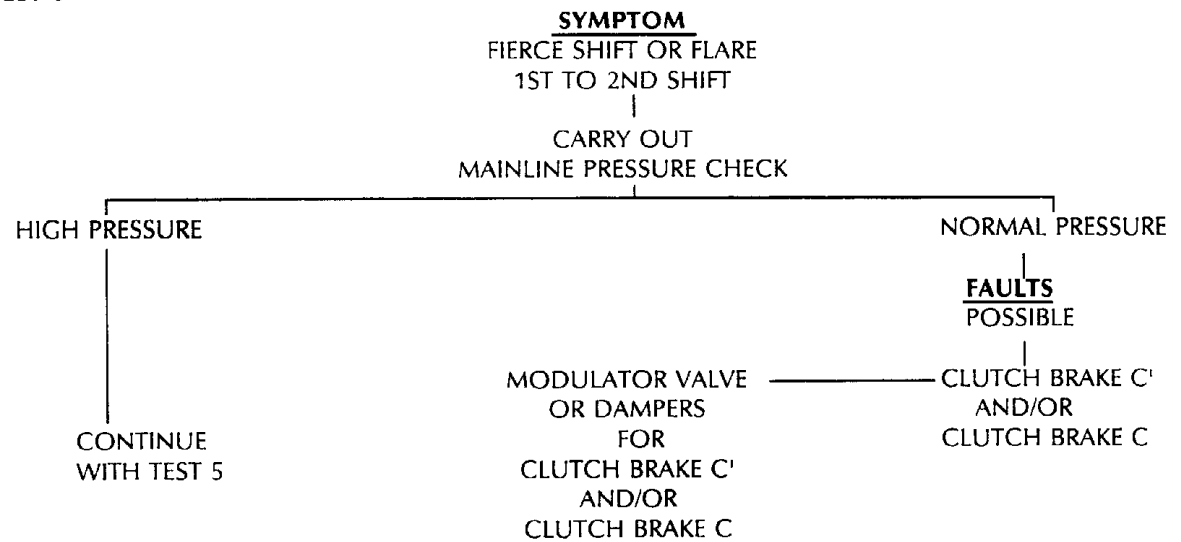 SYMPTOM
FIERCE SHIFT OR FLARE
1ST TO 2ND SHIFT
CARRY OUT
MAINLINE PRESSURE CHECK
HIGH PRESSURE
CONTINUE
WITH TEST 5
NORMAL PRESSURE
FAULTS
POSSIBLE
CLUTCH BRAKE C'
AND/OR
CLUTCH BRAKE C
MODULATOR VALVE
OR DAMPERS
FOR
CLUTCH BRAKE C'
AND/OR
CLUTCH BRAKE C